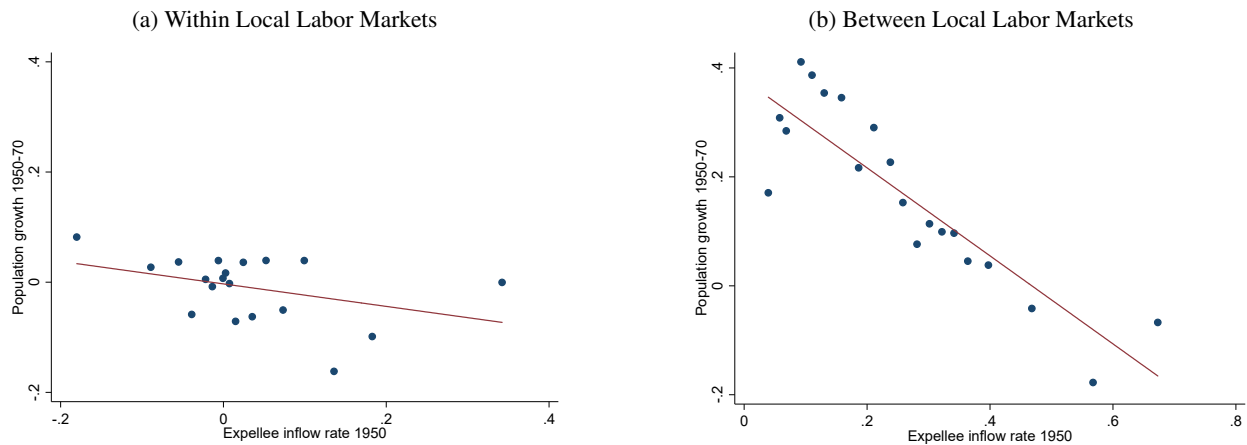 (a) Within Local Labor Markets
.4
.2
0
-.2
Population growth 1950-70
-.2
0
.2
.4
Expellee inflow rate 1950
(b) Between Local Labor Markets
.4
.2
0
-.2
Population growth 1950-70
0
.2
.4
.6
.8
Expellee inflow rate 1950